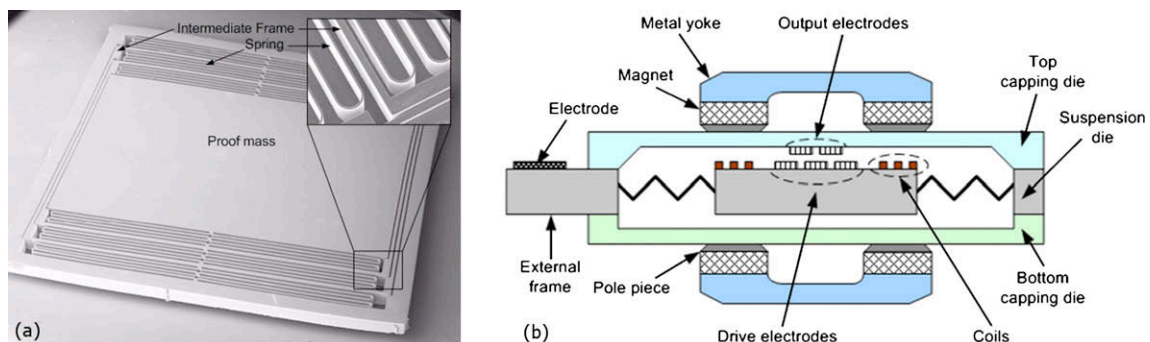 Intermediate Frame
Spring
Proof mass
(a)
Metal yoke
Output electrodes
Magnet
Electrode
Top
capping die
Suspension
die
External
frame
Pole piece
Drive electrodes
Coils
Bottom
capping die
(b)